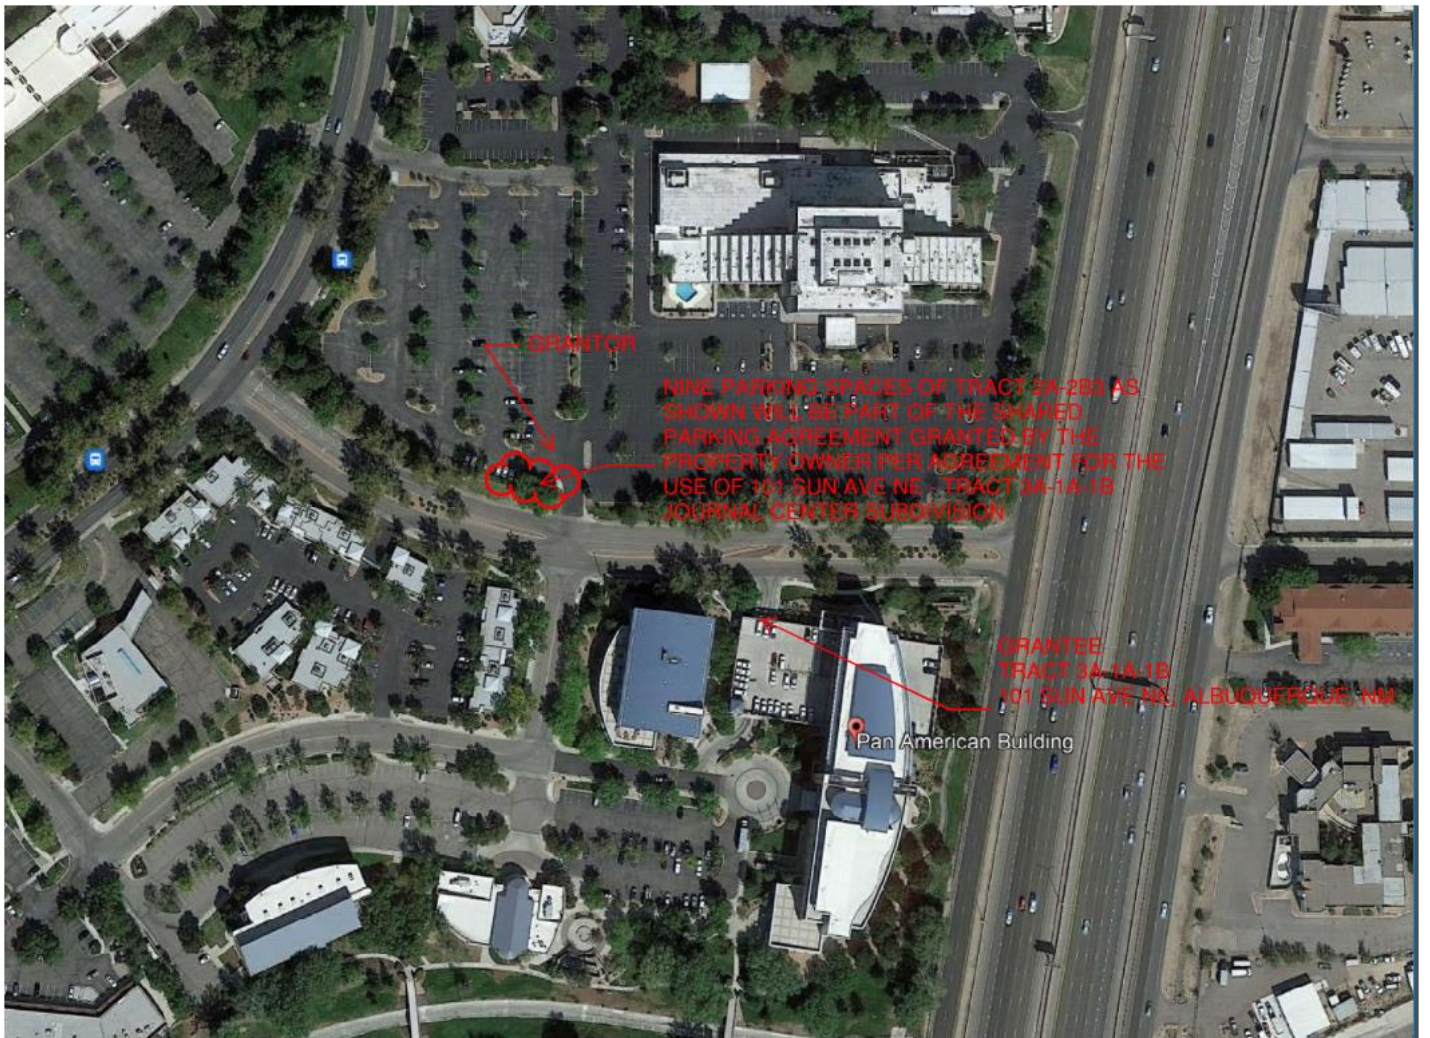 GRANTOR
NINE PARKING SPACES OF TRACT 2A-2B3 AS
SHOWN WILL BE PART OF THE SHARED
PARKING AGREEMENT GRANTED BY THE
PROPERTY OWNER PER AGREEMENT FOR THE
USE OF 101 SUN AVE NE - TRACT 3A-1A-1B
JOURNAL CENTER SUBDIVISION
GRANTEE
TRACT 3A-1A-1B
101 SUN AVE NE, ALBUQUERQUE, NM
Pan American Building